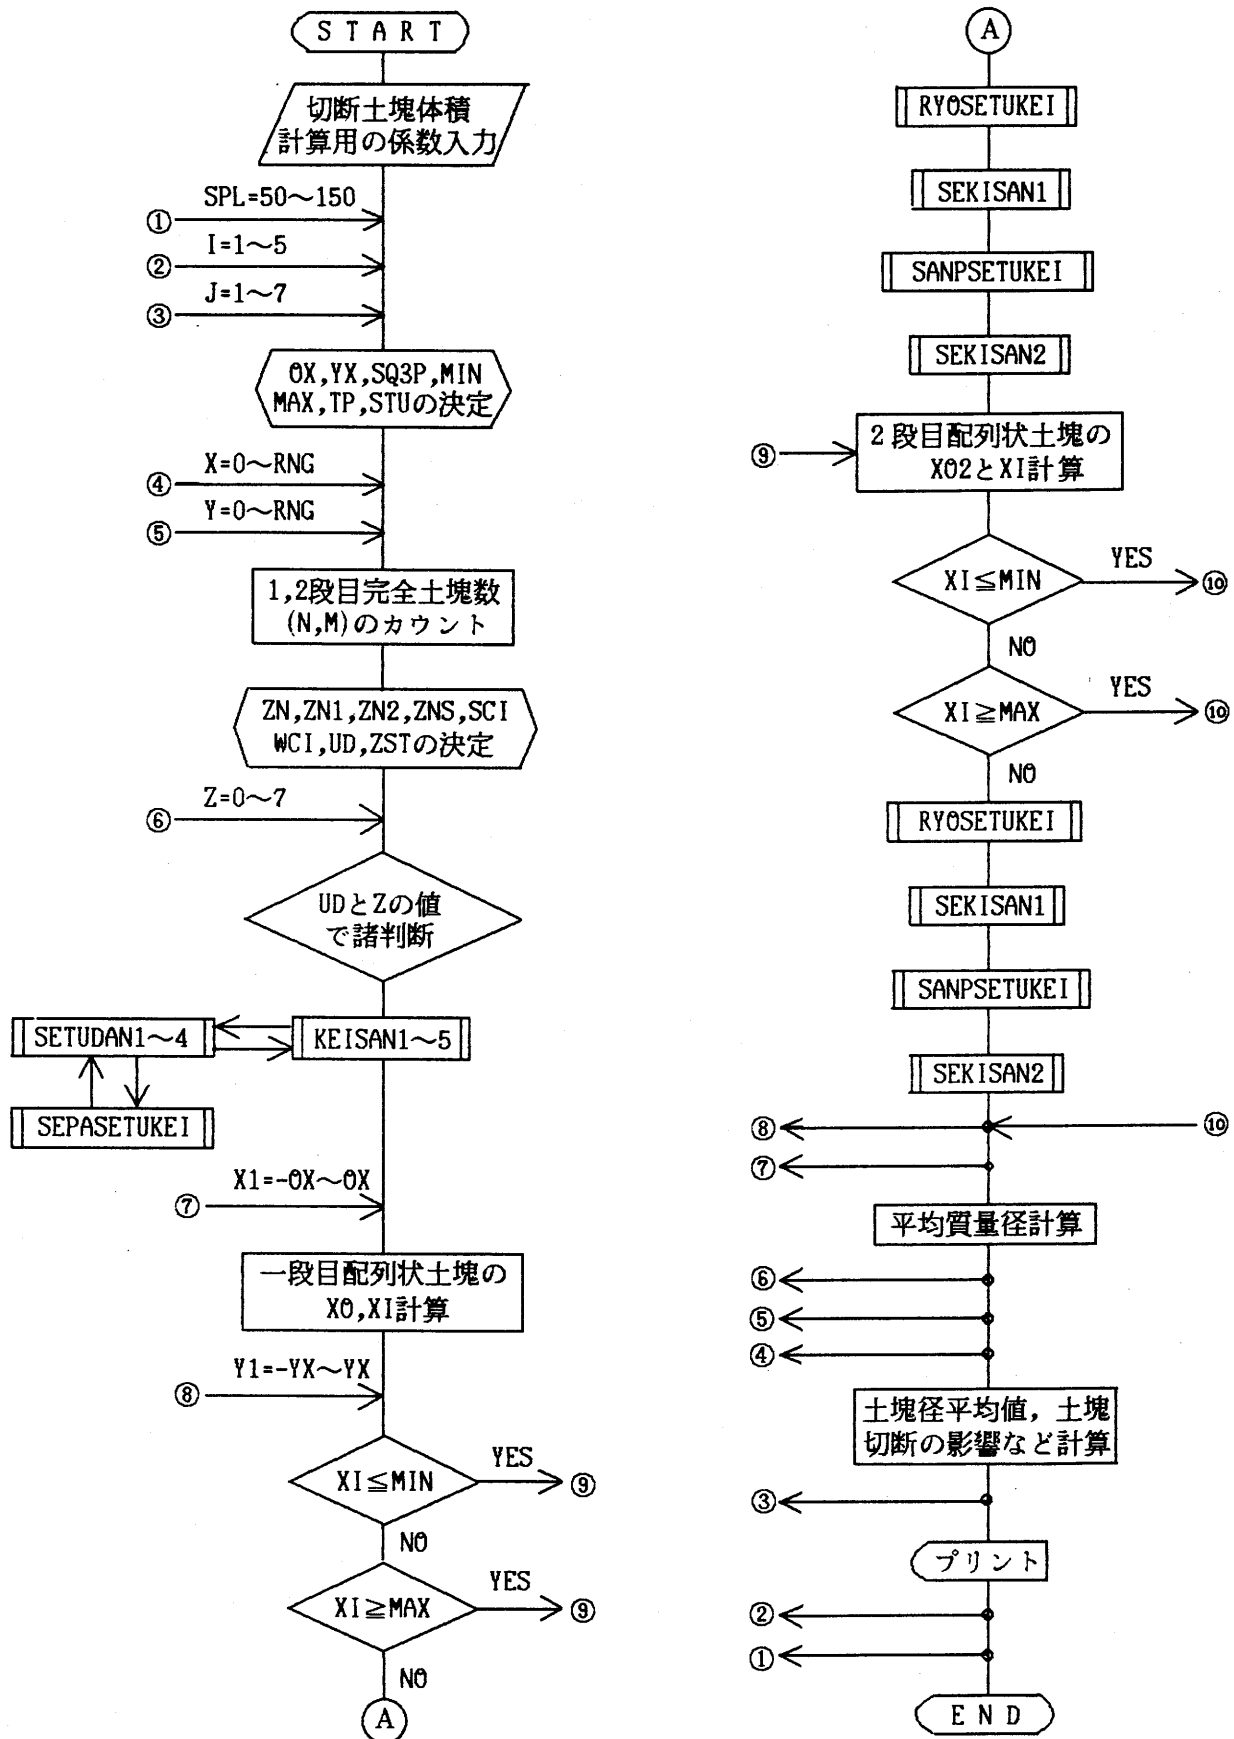 START
切断土塊体積
計算用の係数入力
① SPL=50〜150
② I=1〜5
③ J=1〜7
OX,YX,SQ3P,MIN
MAX,TP,STUの決定
④ X=0〜RNG
⑤ Y=0〜RNG
1,2段目完全土塊数
(N,M)のカウント
ZN,ZN1,ZN2,ZNS,SCI
WCI,UD,ZSTの決定
⑥ Z=0〜7
UDとZの値
で諸判断
SETUDAN1〜4
KEISAN1〜5
SEPASETUKEI
⑦ X1=-OX〜OX
一段目配列状土塊の
XO,XI計算
⑧ Y1=-YX〜YX
XI≦MIN
YES
⑨
NO
XI≧MAX
YES
⑨
NO
A
A
RYOSETUKEI
SEKISAN1
SANPSETUKEI
SEKISAN2
⑨
2段目配列状土塊の
XO2とXI計算
XI≦MIN
YES
⑩
NO
XI≧MAX
YES
⑩
NO
RYOSETUKEI
SEKISAN1
SANPSETUKEI
SEKISAN2
⑧
⑩
⑦
平均質量径計算
⑥
⑤
④
土塊径平均値，土塊
切断の影響など計算
③
プリント
②
①
END